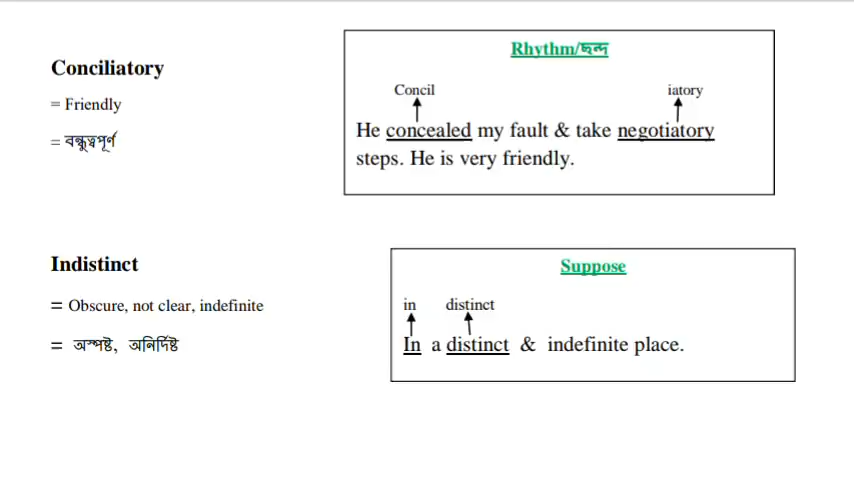 Conciliatory
= Friendly
= বন্ধুত্বপূর্ণ
Rhythm/ছন্দ
Concil iatory
He concealed my fault & take negotiatory
steps. He is very friendly.
Indistinct
= Obscure, not clear, indefinite
= অস্পষ্ট, অনির্দিষ্ট
Suppose
in distinct
In a distinct & indefinite place.